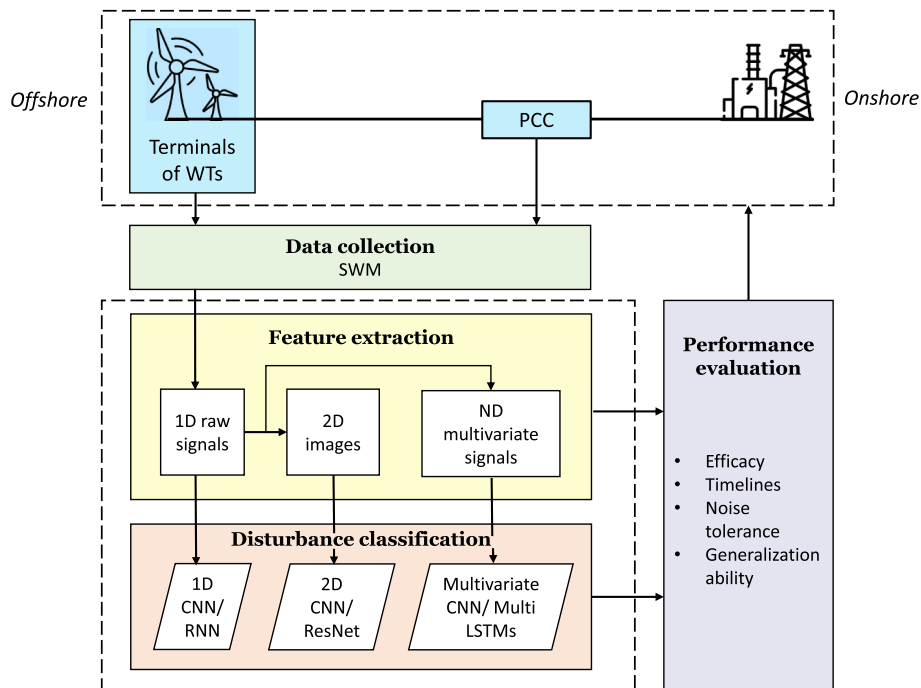 Offshore
Onshore
Terminals
of WTs
PCC
Data collection
SWM
Feature extraction
1D raw
signals
2D
images
ND
multivariate
signals
Disturbance classification
1D
CNN/
RNN
2D
CNN/
ResNet
Multivariate
CNN/ Multi
LSTMs
Performance
evaluation
• Efficacy
• Timelines
• Noise
tolerance
• Generalization
ability